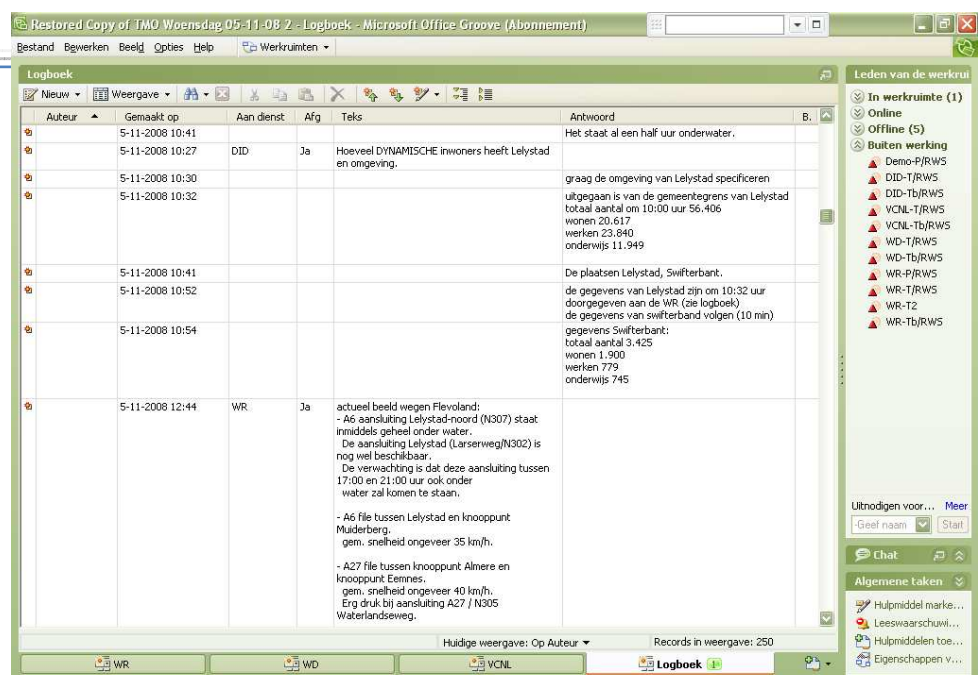 Restored Copy of TMO Woensdag 05-11-08 2 - Logboek - Microsoft Office Groove (Abonnement)
Bestand Bewerken Beeld Opties Help Werkruimten
Logboek
Nieuw Weergave
Auteur Gemaakt op Aan dienst Afg Teks Antwoord B.
5-11-2008 10:41 Het staat al een half uur onderwater.
5-11-2008 10:27 DID Ja Hoeveel DYNAMISCHE inwoners heeft Lelystad
en omgeving.
5-11-2008 10:30 graag de omgeving van Lelystad specificeren
5-11-2008 10:32 uitgegaan is van de gemeentegrens van Lelystad
totaal aantal om 10:00 uur 56.406
wonen 20.617
werken 23.840
onderwijs 11.949
5-11-2008 10:41 De plaatsen Lelystad, Swifterbant.
5-11-2008 10:52 de gegevens van Lelystad zijn om 10:32 uur
doorgegeven aan de WR (zie logboek)
de gegevens van swifterband volgen (10 min)
5-11-2008 10:54 gegevens Swifterbant:
totaal aantal 3.425
wonen 1.900
werken 779
onderwijs 745
5-11-2008 12:44 WR Ja actueel beeld wegen Flevoland:
- A6 aansluiting Lelystad-noord (N307) staat
inmiddels geheel onder water.
De aansluiting Lelystad (Larserweg/N302) is
nog wel beschikbaar.
De verwachting is dat deze aansluiting tussen
17:00 en 21:00 uur ook onder
water zal komen te staan.
- A6 file tussen Lelystad en knooppunt
Muiderberg.
gem. snelheid ongeveer 35 km/h.
- A27 file tussen knooppunt Almere en
knooppunt Eemnes.
gem. snelheid ongeveer 40 km/h.
Erg druk bij aansluiting A27 / N305
Waterlandseweg.
Huidige weergave: Op Auteur Records in weergave: 250
WR WD VCNL Logboek
Leden van de werkrui
In werkruimte (1)
Online
Offline (5)
Buiten werking
Demo-P/RWS
DID-T/RWS
DID-Tb/RWS
VCNL-T/RWS
VCNL-Tb/RWS
WD-T/RWS
WD-Tb/RWS
WR-P/RWS
WR-T/RWS
WR-T2
WR-Tb/RWS
Uitnodigen voor... Meer
-Geef naam Start
Chat
Algemene taken
Hulpmiddel marke...
Leeswaarschuwi...
Hulpmiddelen toe...
Eigenschappen v...